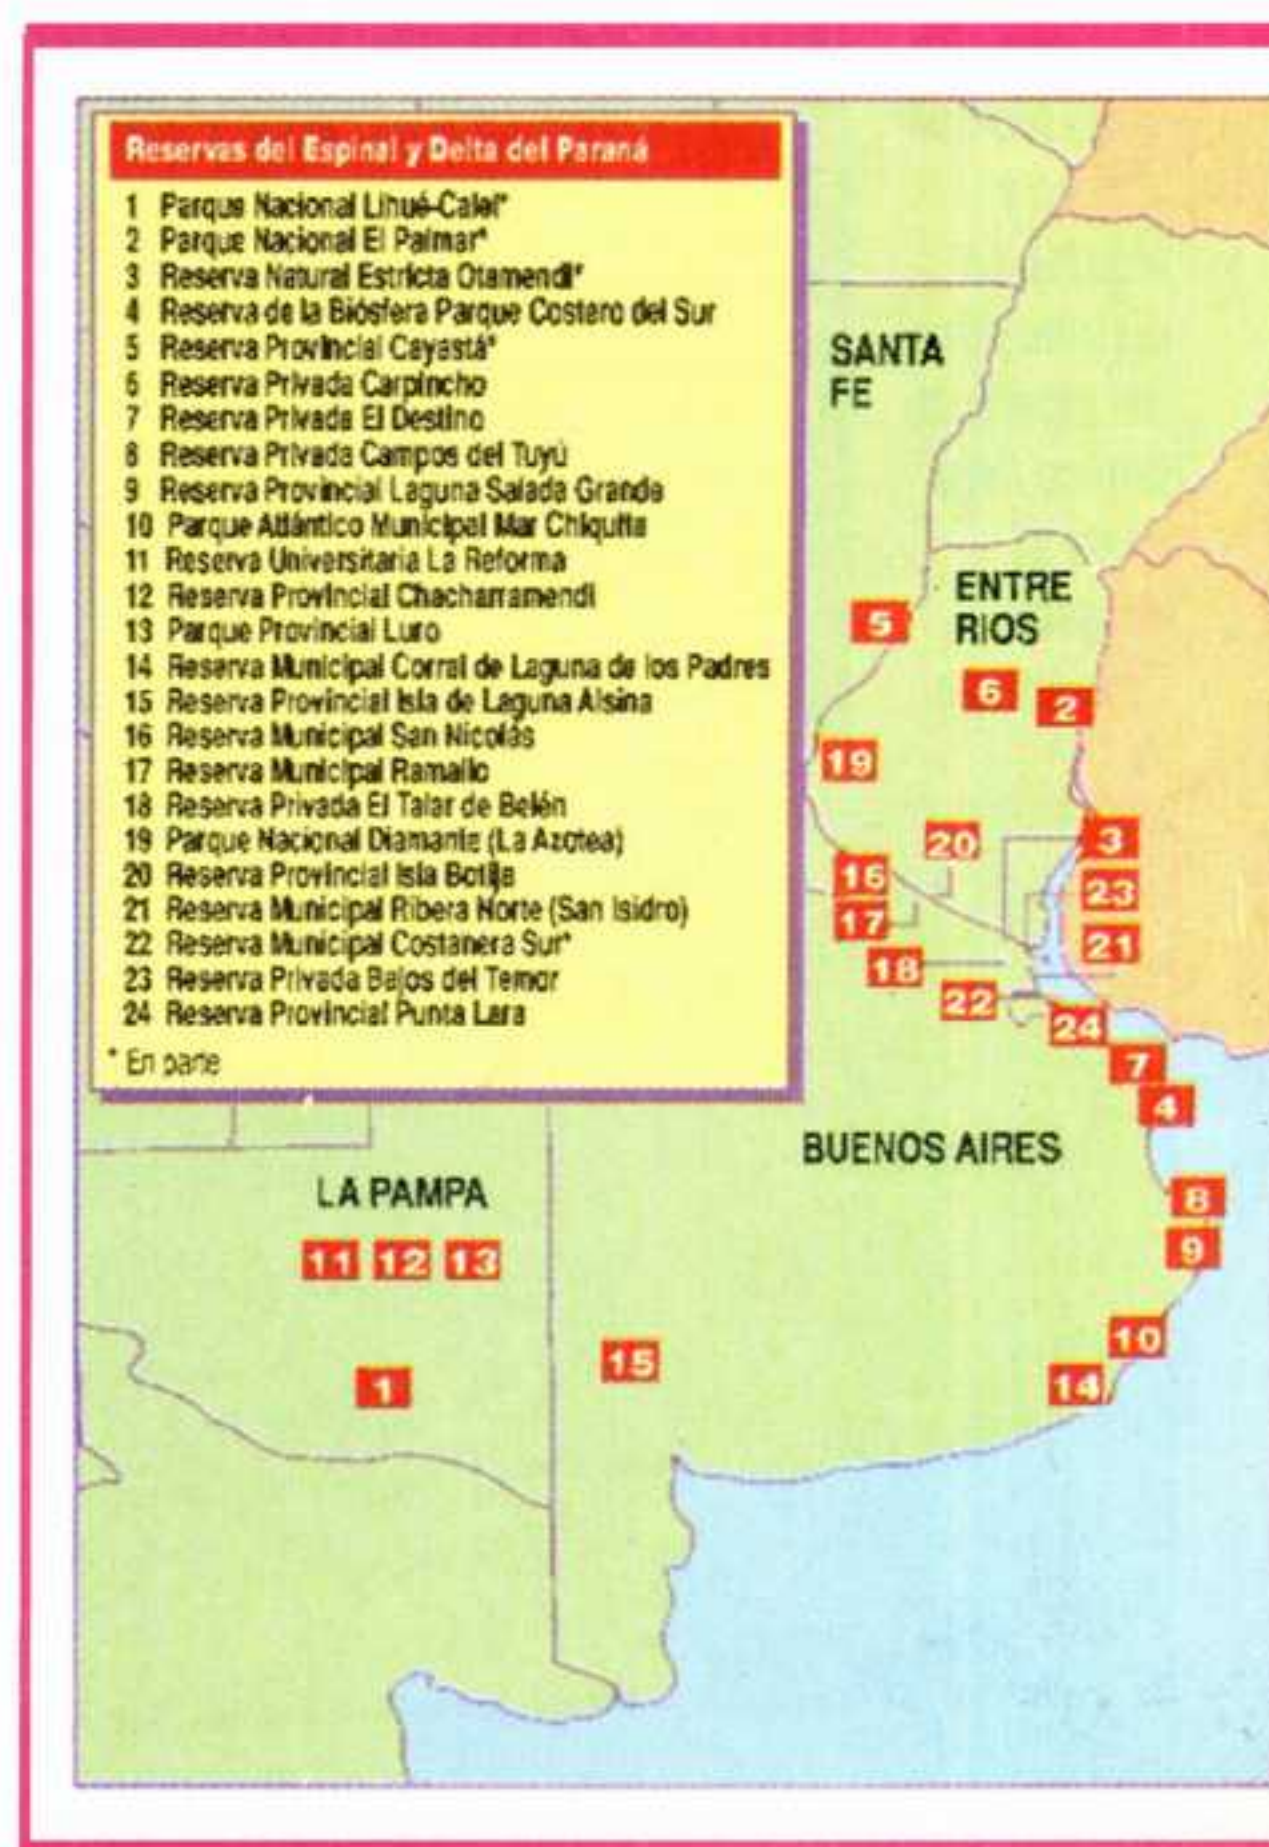 Reservas del Espinal y Delta del Paraná
1 Parque Nacional Lihué-Calel*
2 Parque Nacional El Palmar*
3 Reserva Natural Estricta Otamendi*
4 Reserva de la Biósfera Parque Costero del Sur
5 Reserva Provincial Cayastá*
6 Reserva Privada Carpincho
7 Reserva Privada El Destino
8 Reserva Privada Campos del Tuyú
9 Reserva Provincial Laguna Salada Grande
10 Parque Atlántico Municipal Mar Chiquita
11 Reserva Universitaria La Reforma
12 Reserva Provincial Chacharramendi
13 Parque Provincial Luro
14 Reserva Municipal Corral de Laguna de los Padres
15 Reserva Provincial Isla de Laguna Alsina
16 Reserva Municipal San Nicolás
17 Reserva Municipal Ramallo
18 Reserva Privada El Talar de Belén
19 Parque Nacional Diamante (La Azotea)
20 Reserva Provincial Isla Botija
21 Reserva Municipal Ribera Norte (San Isidro)
22 Reserva Municipal Costanera Sur*
23 Reserva Privada Bajos del Temor
24 Reserva Provincial Punta Lara
* En parte
SANTA
FE
ENTRE
RIOS
5
6
2
19
20
3
16
23
17
21
18
22
24
7
4
BUENOS AIRES
LA PAMPA
8
9
11 12 13
10
15
1
14